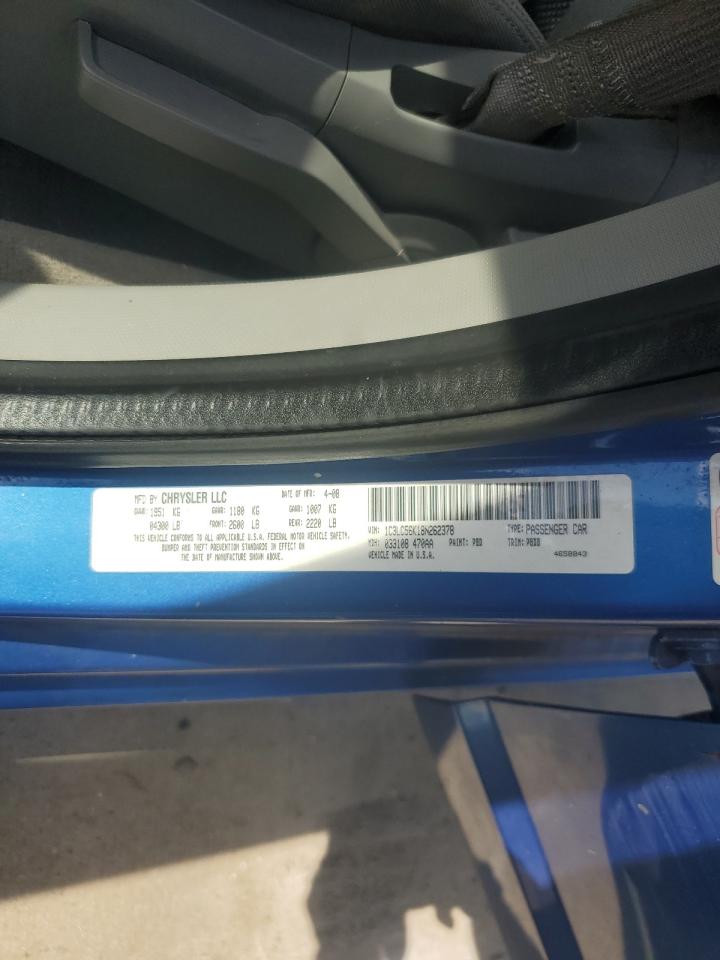 MFD BY CHRYSLER LLC DATE OF MFR: 4-08
GVWR: 1951 KG GAWR: 1180 KG GAWR: 1007 KG
04300 LB FRONT: 2600 LB REAR: 2220 LB
THIS VEHICLE CONFORMS TO ALL APPLICABLE U.S.A. FEDERAL MOTOR VEHICLE SAFETY,
BUMPER AND THEFT PREVENTION STANDARDS IN EFFECT ON
THE DATE OF MANUFACTURE SHOWN ABOVE.
VIN: 1C3LC56K18N262378 TYPE: PASSENGER CAR
MDH: 033108 470AA PAINT: PBD TRIM:
VEHICLE MADE IN U.S.A. 4658043